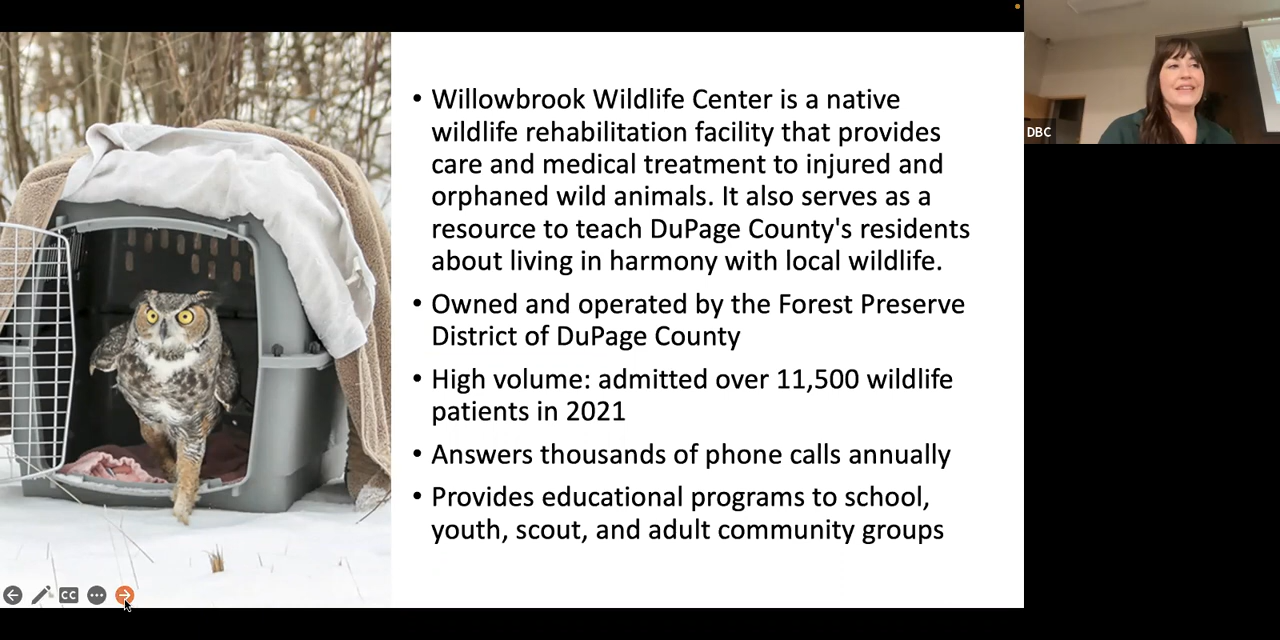 • Willowbrook Wildlife Center is a native
wildlife rehabilitation facility that provides
care and medical treatment to injured and
orphaned wild animals. It also serves as a
resource to teach DuPage County's residents
about living in harmony with local wildlife.
• Owned and operated by the Forest Preserve
District of DuPage County
• High volume: admitted over 11,500 wildlife
patients in 2021
• Answers thousands of phone calls annually
• Provides educational programs to school,
youth, scout, and adult community groups
DBC
CC